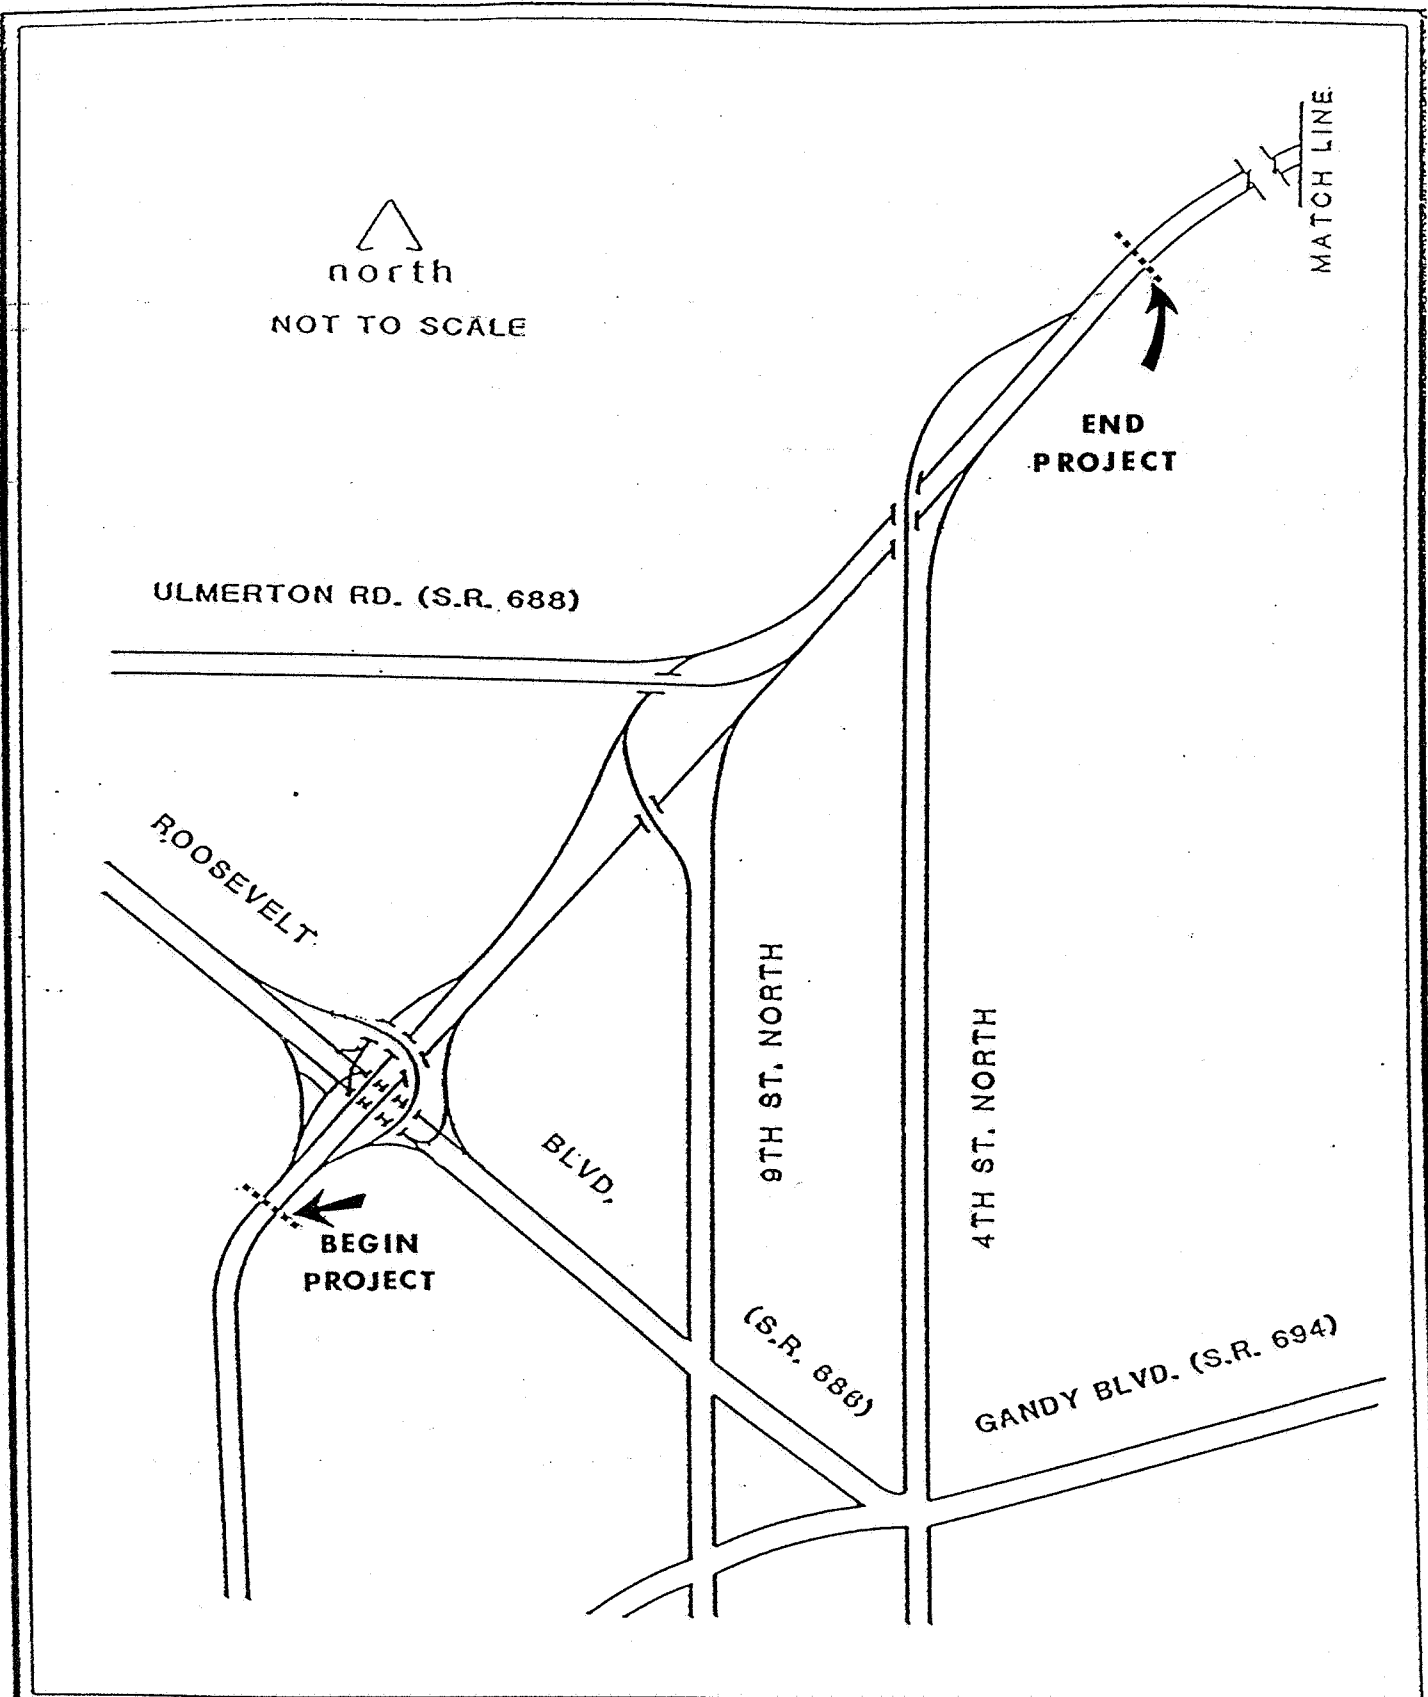 MATCH LINE
north
NOT TO SCALE
END
PROJECT
ULMERTON RD. (S.R. 688)
ROOSEVELT
BLVD,
(S.R. 686)
9TH ST. NORTH
4TH ST. NORTH
BEGIN
PROJECT
GANDY BLVD. (S.R. 694)